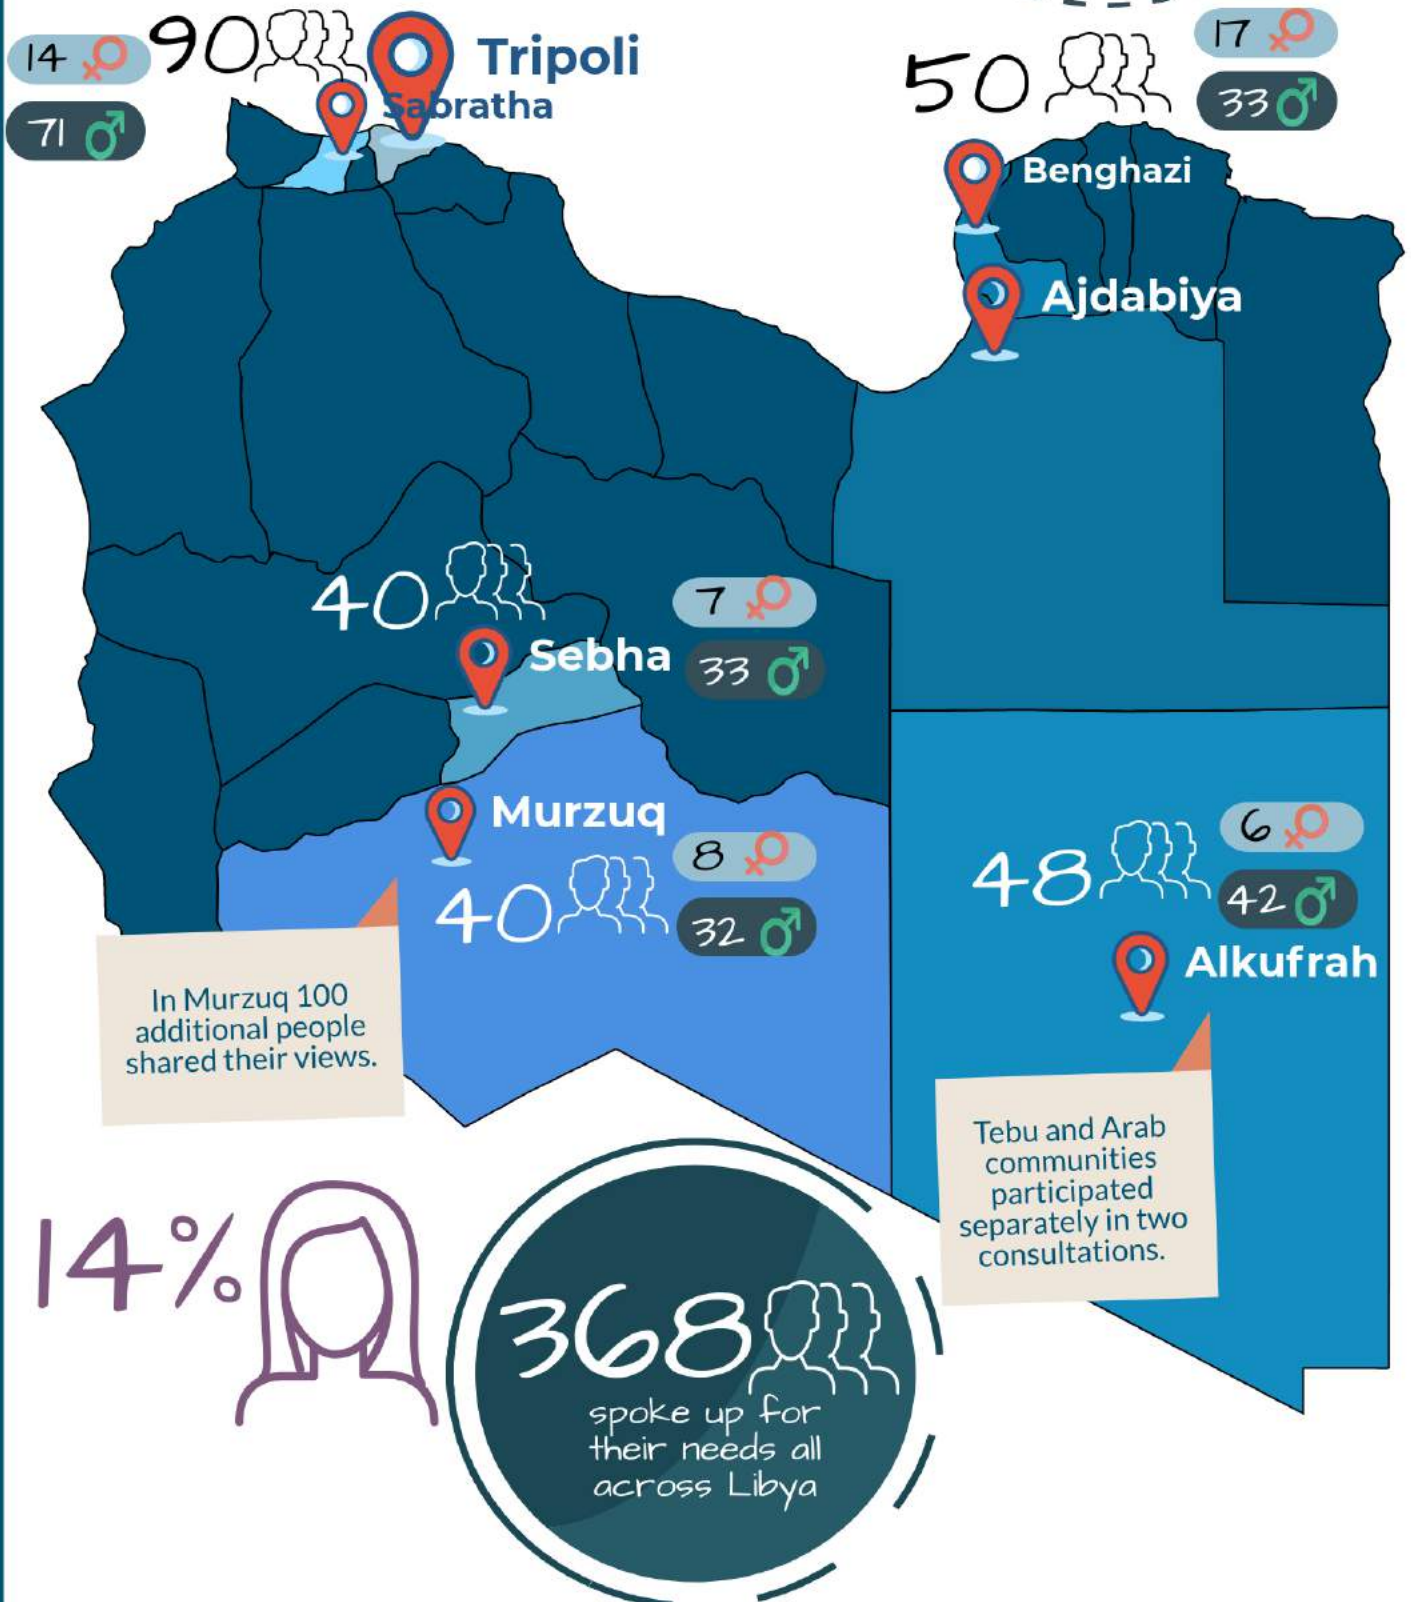 14
90
Tripoli
Sabratha
71
50
17
33
Benghazi
Ajdabiya
40
7
Sebha
33
Murzuq
8
40
32
48
6
42
Alkufrah
In Murzuq 100
additional people
shared their views.
Tebu and Arab
communities
participated
separately in two
consultations.
14%
368
spoke up for
their needs all
across Libya